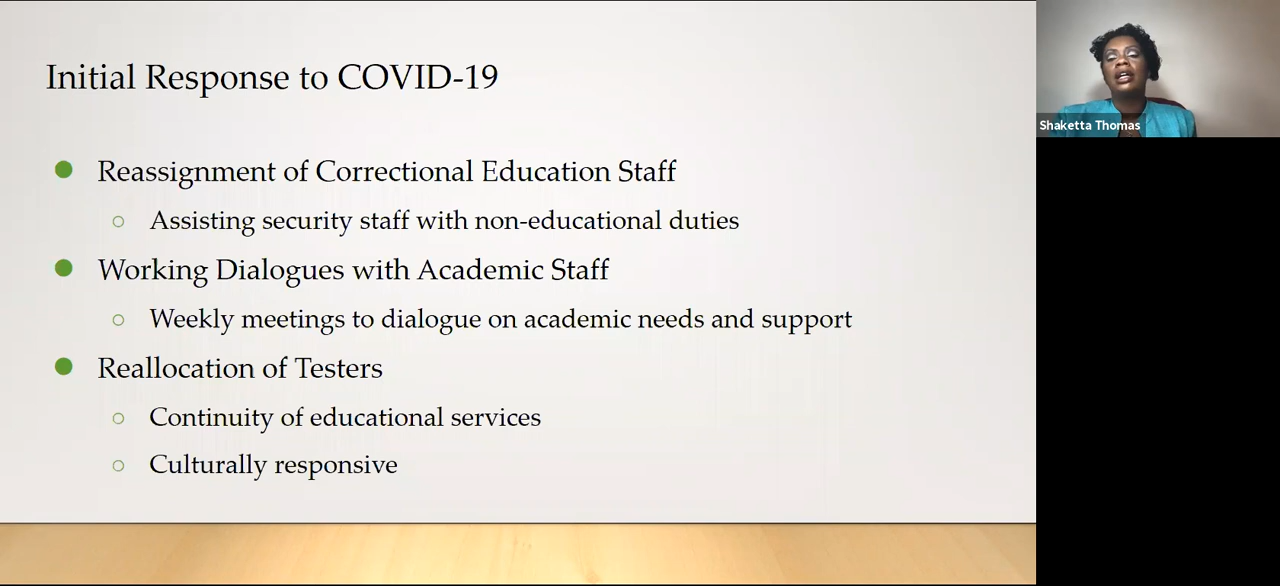 Initial Response to COVID-19
Reassignment of Correctional Education Staff
Assisting security staff with non-educational duties
Working Dialogues with Academic Staff
Weekly meetings to dialogue on academic needs and support
Reallocation of Testers
Continuity of educational services
Culturally responsive
Shaketta Thomas